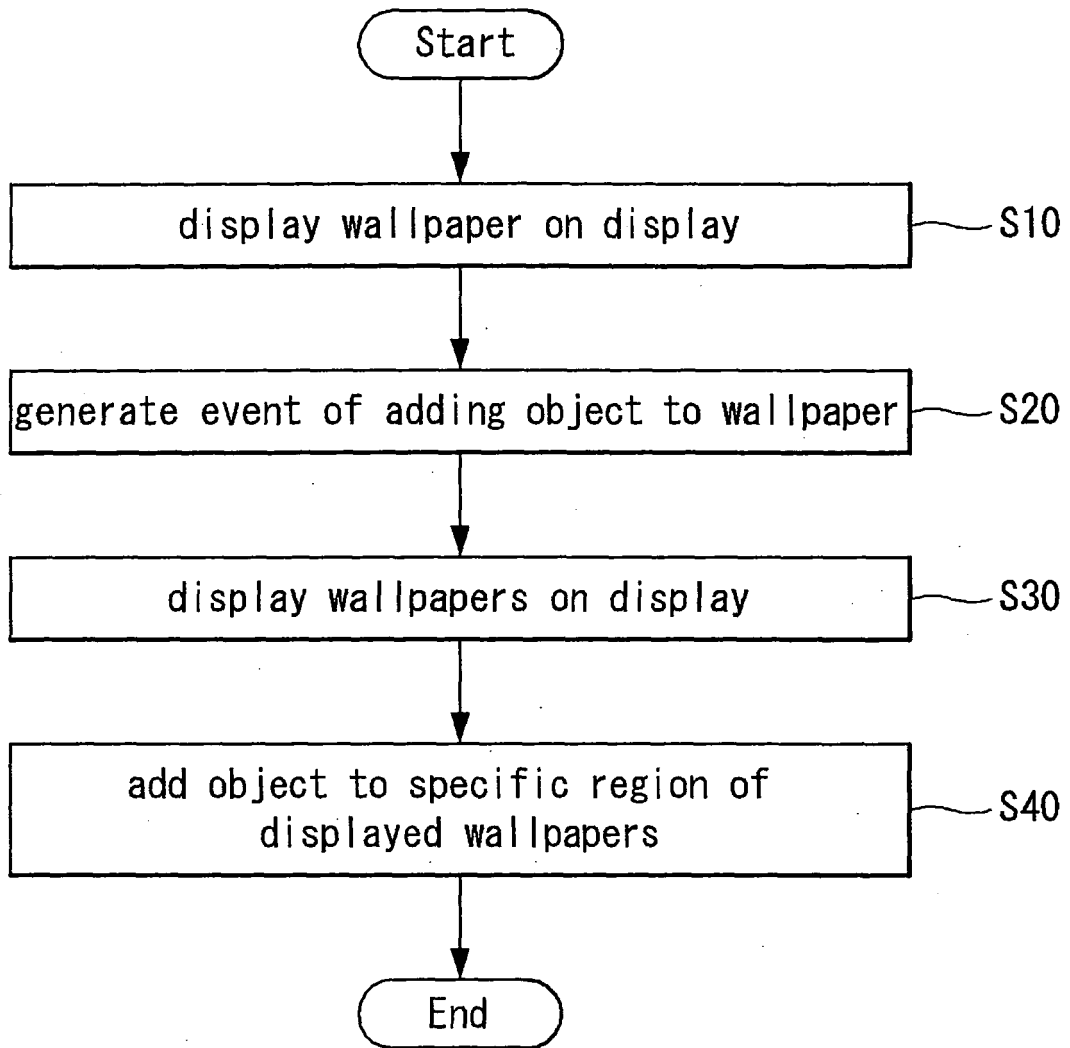 Start
display wallpaper on display
S10
generate event of adding object to wallpaper
S20
display wallpapers on display
S30
add object to specific region of
displayed wallpapers
S40
End